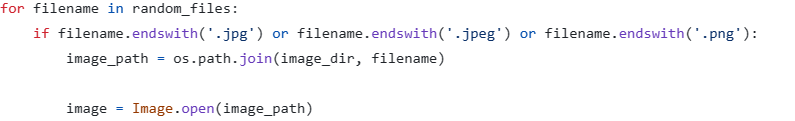 for filename in random_files:
    if filename.endswith('.jpg') or filename.endswith('.jpeg') or filename.endswith('.png'):
        image_path = os.path.join(image_dir, filename)
        image = Image.open(image_path)